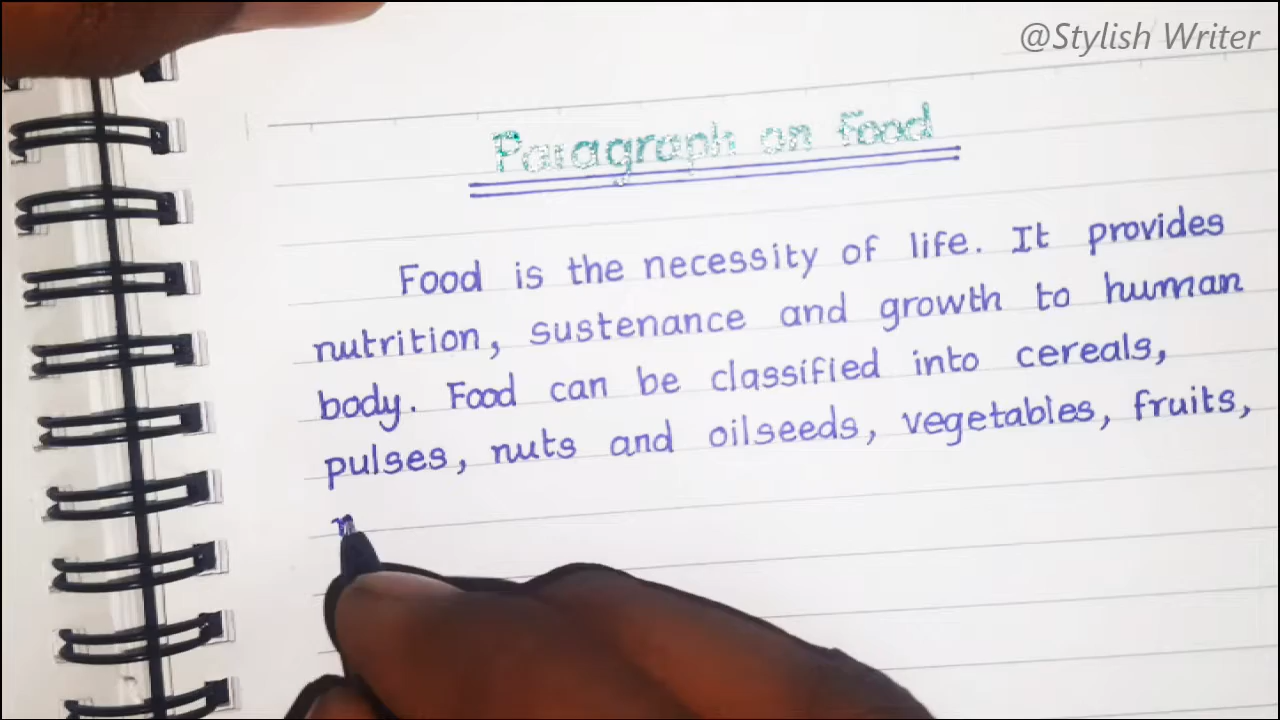 @Stylish Writer
Paragraph on Food
Food is the necessity of life. It provides
nutrition, sustenance and growth to human
body. Food can be classified into cereals,
pulses, nuts and oilseeds, vegetables, fruits,